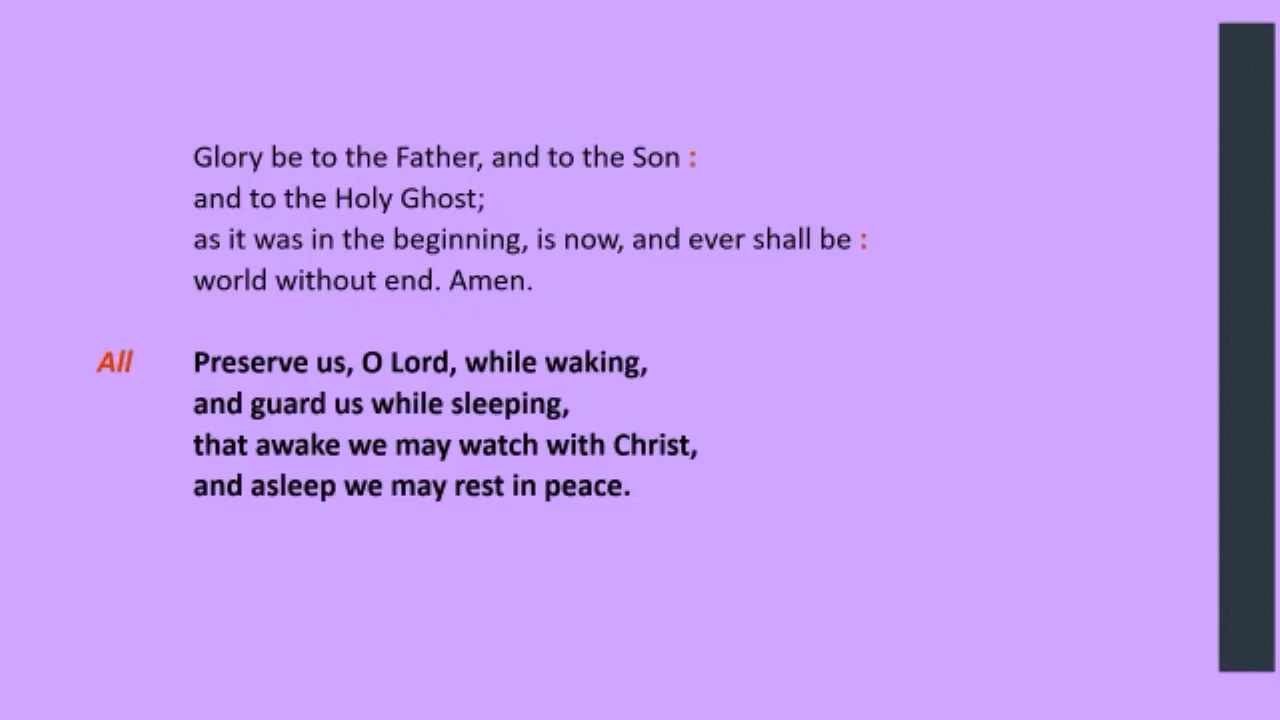 Glory be to the Father, and to the Son :
and to the Holy Ghost;
as it was in the beginning, is now, and ever shall be :
world without end. Amen.
All Preserve us, O Lord, while waking,
and guard us while sleeping,
that awake we may watch with Christ,
and asleep we may rest in peace.